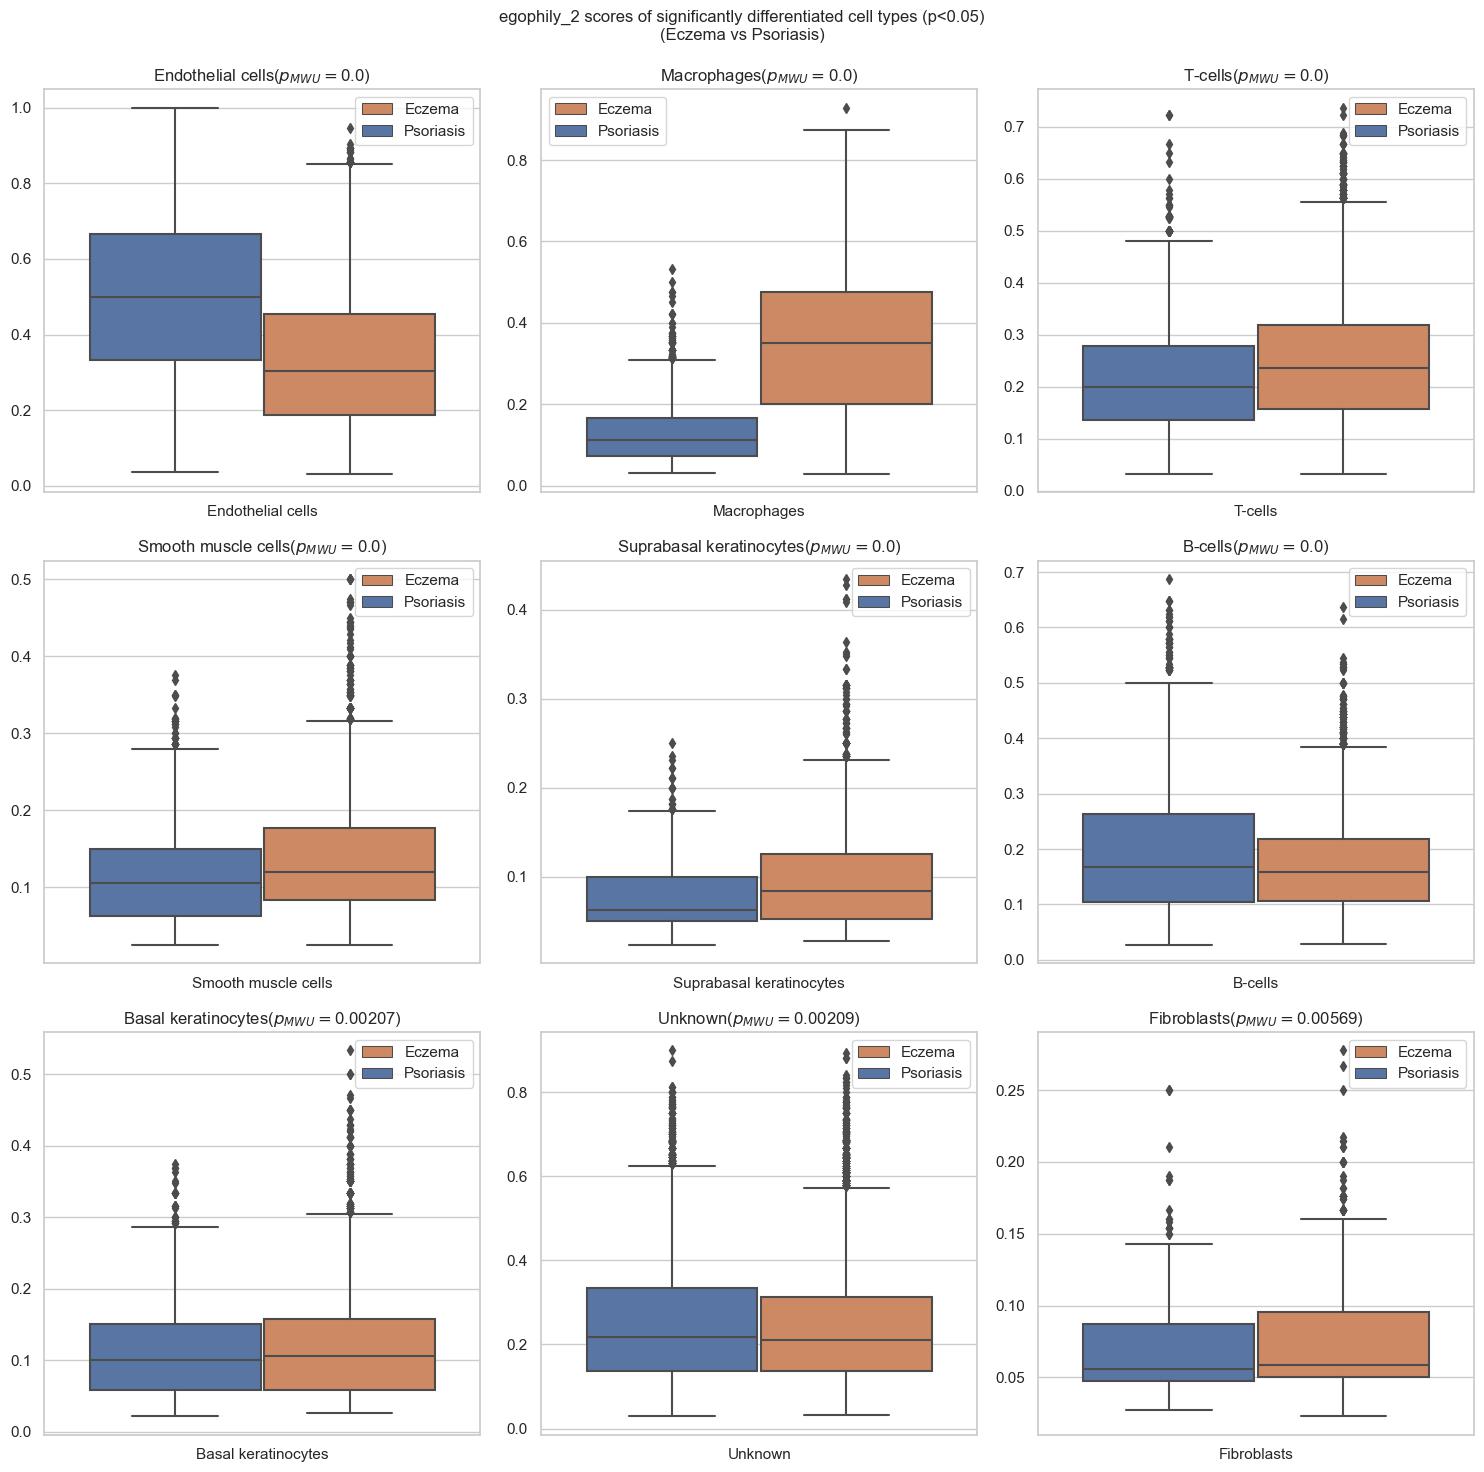 egophily_2 scores of significantly differentiated cell types (p<0.05)
(Eczema vs Psoriasis)
Endothelial cells(p_MWU = 0.0)
1.0
0.8
0.6
0.4
0.2
0.0
Eczema
Psoriasis
Endothelial cells
Macrophages(p_MWU = 0.0)
0.8
0.6
0.4
0.2
0.0
Eczema
Psoriasis
Macrophages
T-cells(p_MWU = 0.0)
0.7
0.6
0.5
0.4
0.3
0.2
0.1
0.0
Eczema
Psoriasis
T-cells
Smooth muscle cells(p_MWU = 0.0)
0.5
0.4
0.3
0.2
0.1
Eczema
Psoriasis
Smooth muscle cells
Suprabasal keratinocytes(p_MWU = 0.0)
0.4
0.3
0.2
0.1
Eczema
Psoriasis
Suprabasal keratinocytes
B-cells(p_MWU = 0.0)
0.7
0.6
0.5
0.4
0.3
0.2
0.1
0.0
Eczema
Psoriasis
B-cells
Basal keratinocytes(p_MWU = 0.00207)
0.5
0.4
0.3
0.2
0.1
0.0
Eczema
Psoriasis
Basal keratinocytes
Unknown(p_MWU = 0.00209)
0.8
0.6
0.4
0.2
0.0
Eczema
Psoriasis
Unknown
Fibroblasts(p_MWU = 0.00569)
0.25
0.20
0.15
0.10
0.05
Eczema
Psoriasis
Fibroblasts